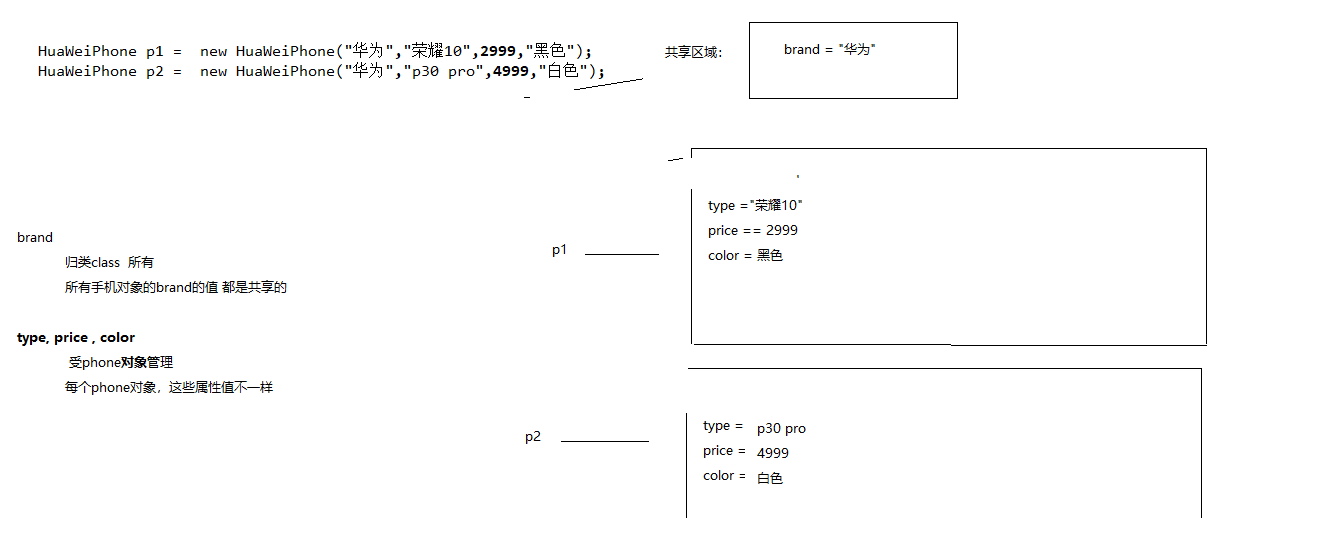 HuaWeiPhone p1 = new HuaWeiPhone("华为","荣耀10",2999,"黑色");
HuaWeiPhone p2 = new HuaWeiPhone("华为","p30 pro",4999,"白色");
共享区域：
brand = "华为"
brand
归类class 所有
所有手机对象的brand的值 都是共享的
type, price , color
受phone对象管理
每个phone对象，这些属性值不一样
p1
type ="荣耀10"
price == 2999
color = 黑色
p2
type = p30 pro
price = 4999
color = 白色